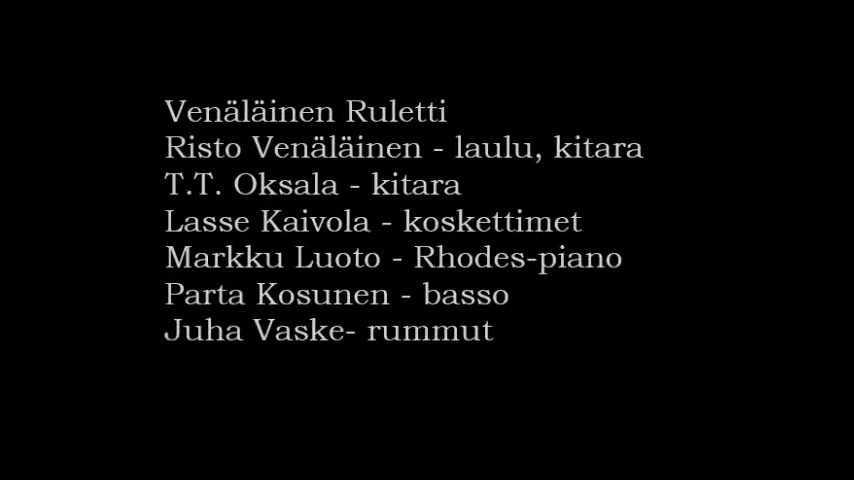 Venäläinen Ruletti
Risto Venäläinen - laulu, kitara
T.T. Oksala - kitara
Lasse Kaivola - koskettimet
Markku Luoto - Rhodes-piano
Parta Kosunen - basso
Juha Vaske- rummut